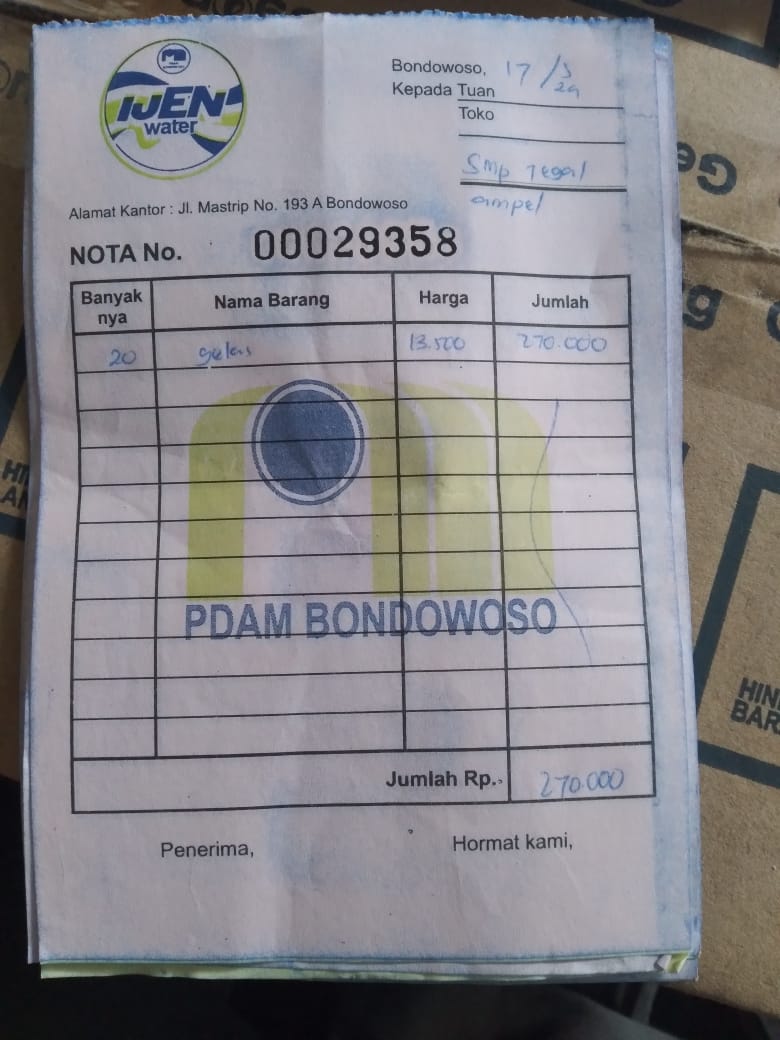 IJEN
water
Bondowoso, 17/5/24
Kepada Tuan
Toko
Smp Tegal
ampel
Alamat Kantor : Jl. Mastrip No. 193 A Bondowoso
NOTA No. 00029358
Banyak nya Nama Barang Harga Jumlah
20 gelas 13.500 270.000
PDAM BONDOWOSO
Jumlah Rp. 270.000
Penerima, Hormat kami,
HIN
BAR